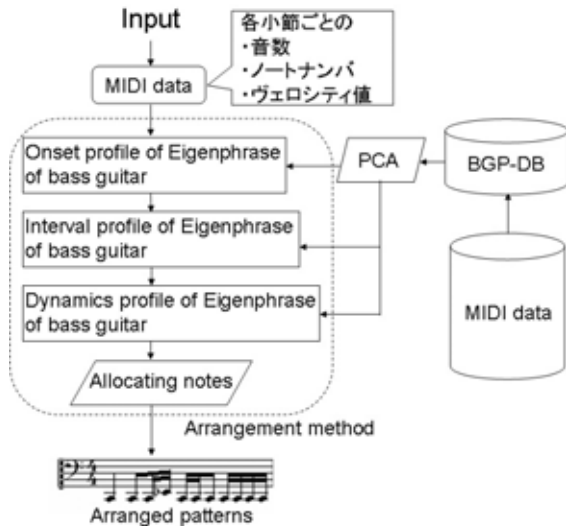 Input
各小節ごとの
・音数
・ノートナンバ
・ヴェロシティ値
MIDI data
Onset profile of Eigenphrase
of bass guitar
PCA
BGP-DB
Interval profile of Eigenphrase
of bass guitar
Dynamics profile of Eigenphrase
of bass guitar
MIDI data
Allocating notes
Arrangement method
Arranged patterns